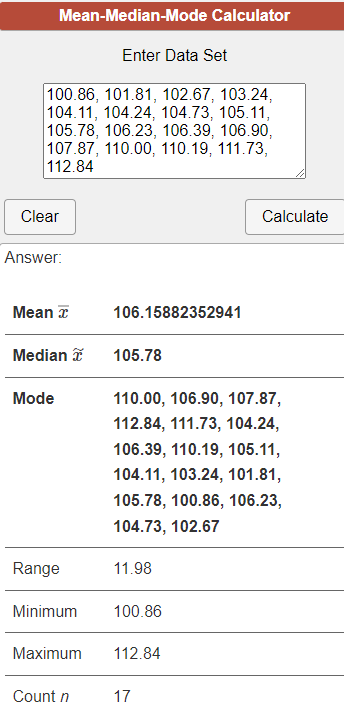 Mean-Median-Mode Calculator
Enter Data Set
100.86, 101.81, 102.67, 103.24,
104.11, 104.24, 104.73, 105.11,
105.78, 106.23, 106.39, 106.90,
107.87, 110.00, 110.19, 111.73,
112.84
Clear
Calculate
Answer:
Mean x̅ 106.15882352941
Median x̃ 105.78
Mode 110.00, 106.90, 107.87,
112.84, 111.73, 104.24,
106.39, 110.19, 105.11,
104.11, 103.24, 101.81,
105.78, 100.86, 106.23,
104.73, 102.67
Range 11.98
Minimum 100.86
Maximum 112.84
Count n 17